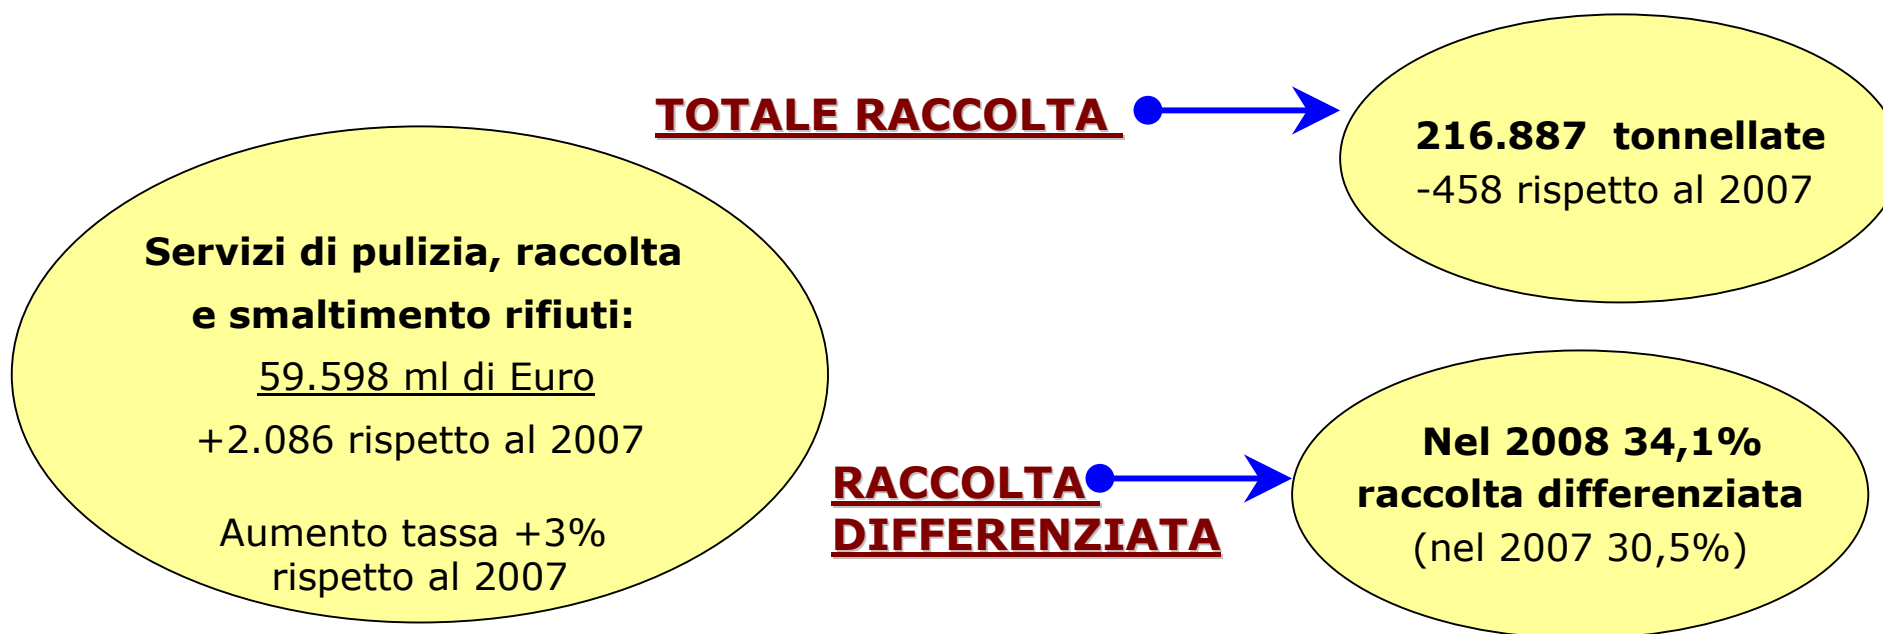 TOTALE RACCOLTA
216.887 tonnellate
-458 rispetto al 2007
Servizi di pulizia, raccolta
e smaltimento rifiuti:
59.598 ml di Euro
+2.086 rispetto al 2007
Aumento tassa +3%
rispetto al 2007
RACCOLTA
DIFFERENZIATA
Nel 2008 34,1%
raccolta differenziata
(nel 2007 30,5%)